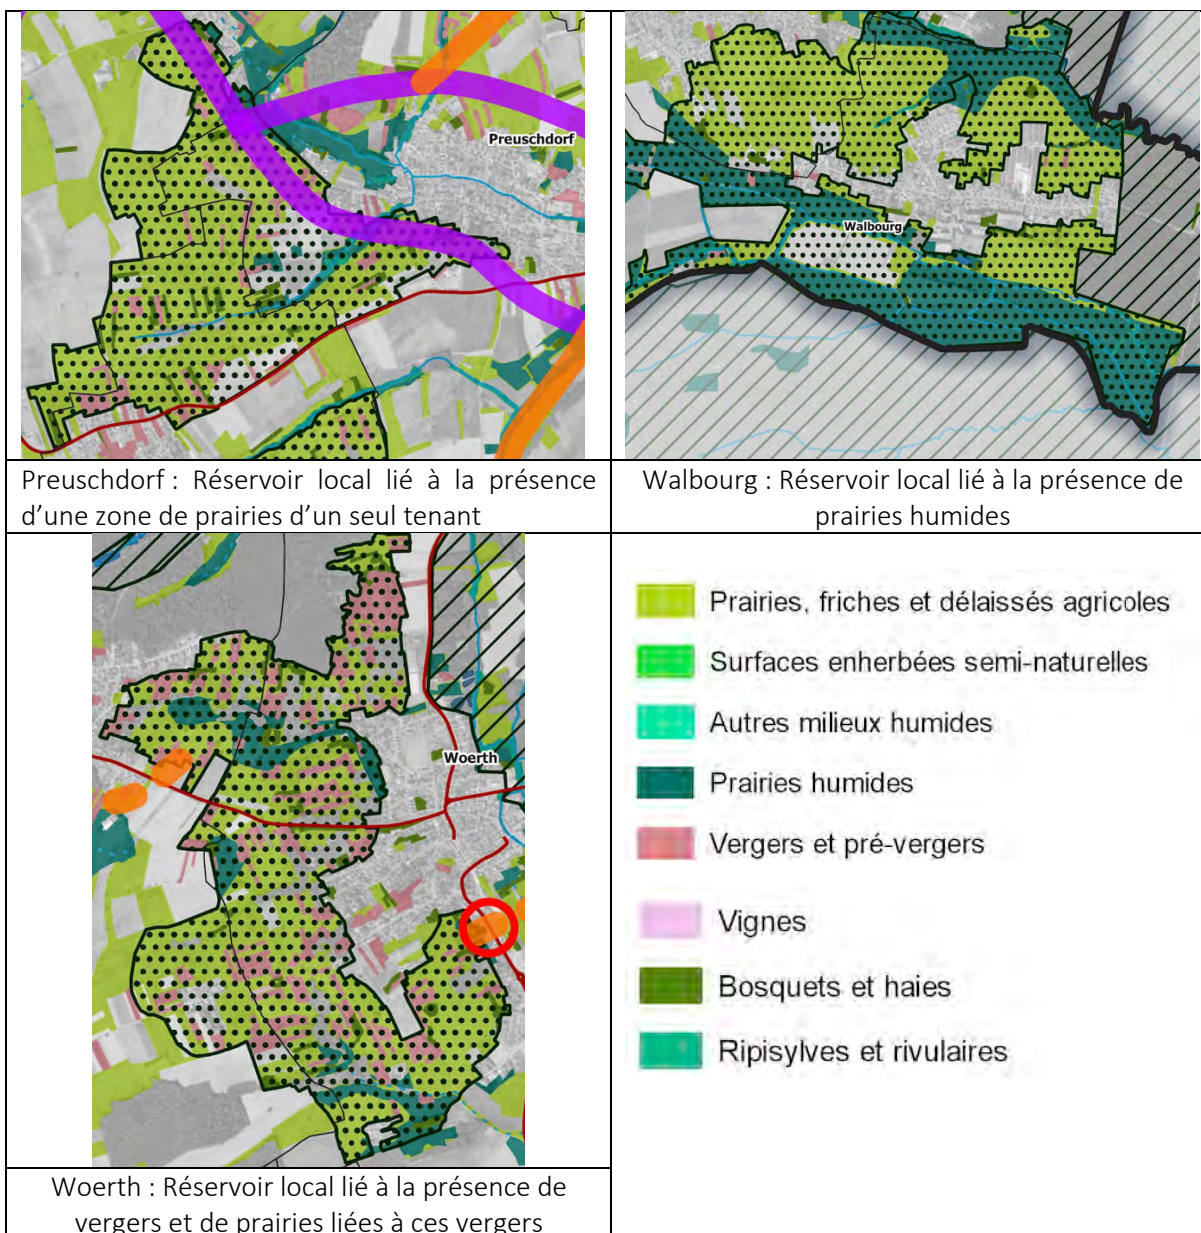 Preuschdorf
Walbourg
Preuschdorf : Réservoir local lié à la présence
d’une zone de prairies d’un seul tenant
Walbourg : Réservoir local lié à la présence de
prairies humides
Woerth
Prairies, friches et délaissés agricoles
Surfaces enherbées semi-naturelles
Autres milieux humides
Prairies humides
Vergers et pré-vergers
Vignes
Bosquets et haies
Ripisylves et rivulaires
Woerth : Réservoir local lié à la présence de
vergers et de prairies liées à ces vergers